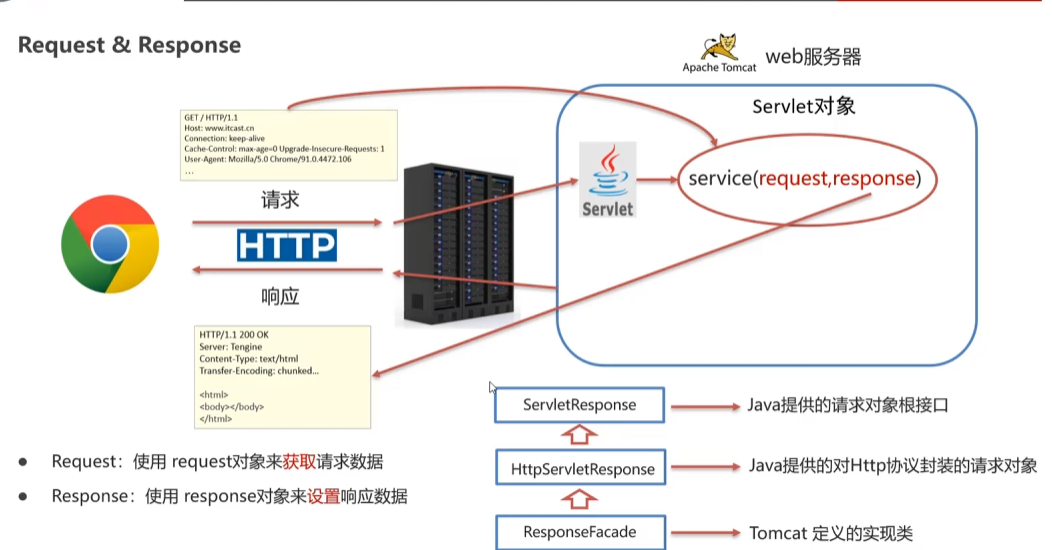 Request & Response
Apache Tomcat
web服务器
Servlet对象
GET / HTTP/1.1
Host: www.itcast.cn
Connection: keep-alive
Cache-Control: max-age=0 Upgrade-Insecure-Requests: 1
User-Agent: Mozilla/5.0 Chrome/91.0.4472.106
...
请求
HTTP
响应
Servlet
service(request,response)
HTTP/1.1 200 OK
Server: Tengine
Content-Type: text/html
Transfer-Encoding: chunked...
<html>
<body></body>
</html>
ServletResponse
Java提供的请求对象根接口
HttpServletResponse
Java提供的对Http协议封装的请求对象
ResponseFacade
Tomcat 定义的实现类
● Request：使用 request对象来获取请求数据
● Response：使用 response对象来设置响应数据